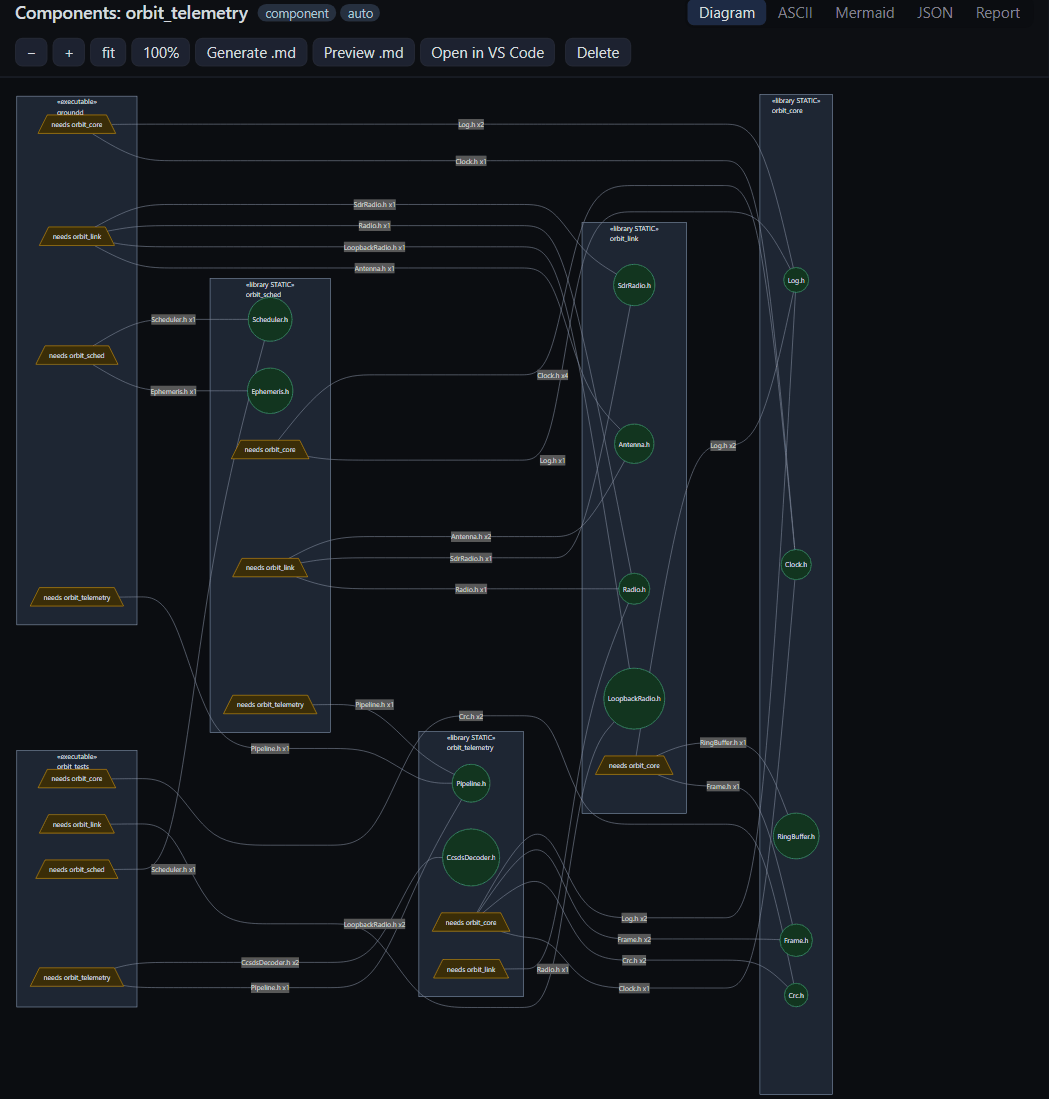 Components: orbit_telemetry component auto
Diagram ASCII Mermaid JSON Report
− + fit 100% Generate .md Preview .md Open in VS Code Delete
«executable»
groundd
needs orbit_core
needs orbit_link
needs orbit_sched
needs orbit_telemetry
«executable»
orbit_tests
needs orbit_core
needs orbit_link
needs orbit_sched
needs orbit_telemetry
«library STATIC»
orbit_sched
Scheduler.h
Ephemeris.h
needs orbit_core
needs orbit_link
needs orbit_telemetry
«library STATIC»
orbit_telemetry
Pipeline.h
CcsdsDecoder.h
needs orbit_core
needs orbit_link
«library STATIC»
orbit_link
SdrRadio.h
Antenna.h
Radio.h
LoopbackRadio.h
needs orbit_core
«library STATIC»
orbit_core
Log.h
Clock.h
RingBuffer.h
Frame.h
Crc.h
Log.h x2
Clock.h x1
SdrRadio.h x1
Radio.h x1
LoopbackRadio.h x1
Antenna.h x1
Scheduler.h x1
Ephemeris.h x1
Clock.h x4
Log.h x1
Log.h x2
Antenna.h x2
SdrRadio.h x1
Radio.h x1
Pipeline.h x1
Crc.h x2
Pipeline.h x1
RingBuffer.h x1
Frame.h x1
Scheduler.h x1
LoopbackRadio.h x2
CcsdsDecoder.h x2
Pipeline.h x1
Log.h x2
Frame.h x2
Crc.h x2
Radio.h x1
Clock.h x1